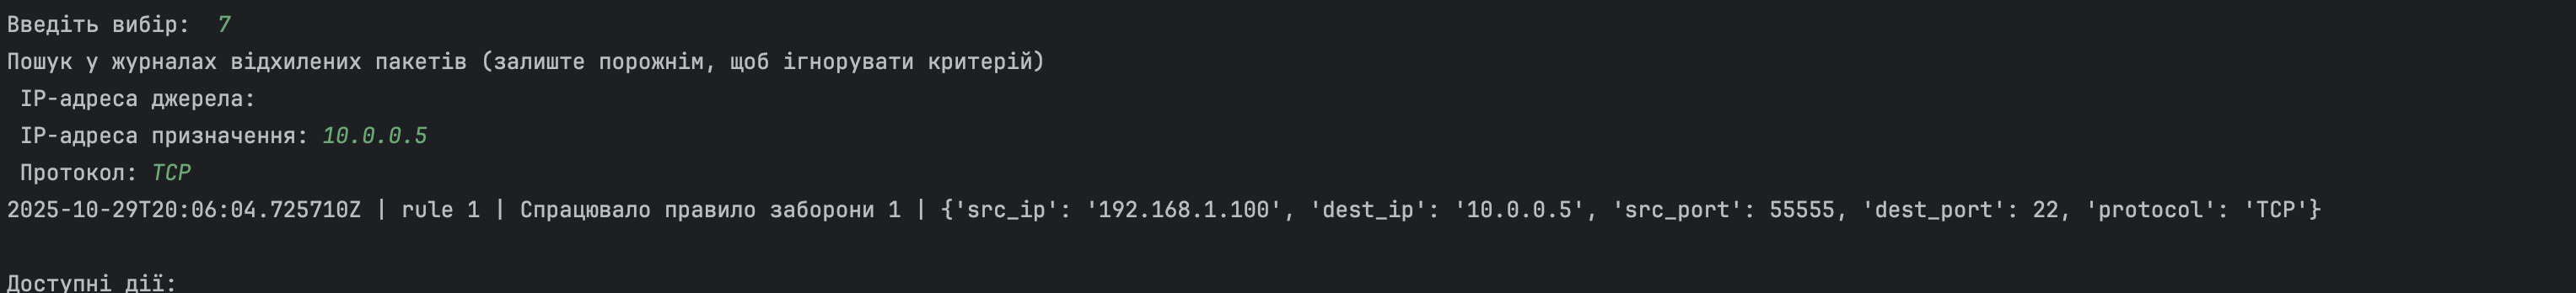 Введіть вибір:  7
Пошук у журналах відхилених пакетів (залиште порожнім, щоб ігнорувати критерій)
 IP-адреса джерела:
 IP-адреса призначення: 10.0.0.5
 Протокол: TCP
2025-10-29T20:06:04.725710Z | rule 1 | Спрацювало правило заборони 1 | {'src_ip': '192.168.1.100', 'dest_ip': '10.0.0.5', 'src_port': 55555, 'dest_port': 22, 'protocol': 'TCP'}
Доступні дії: